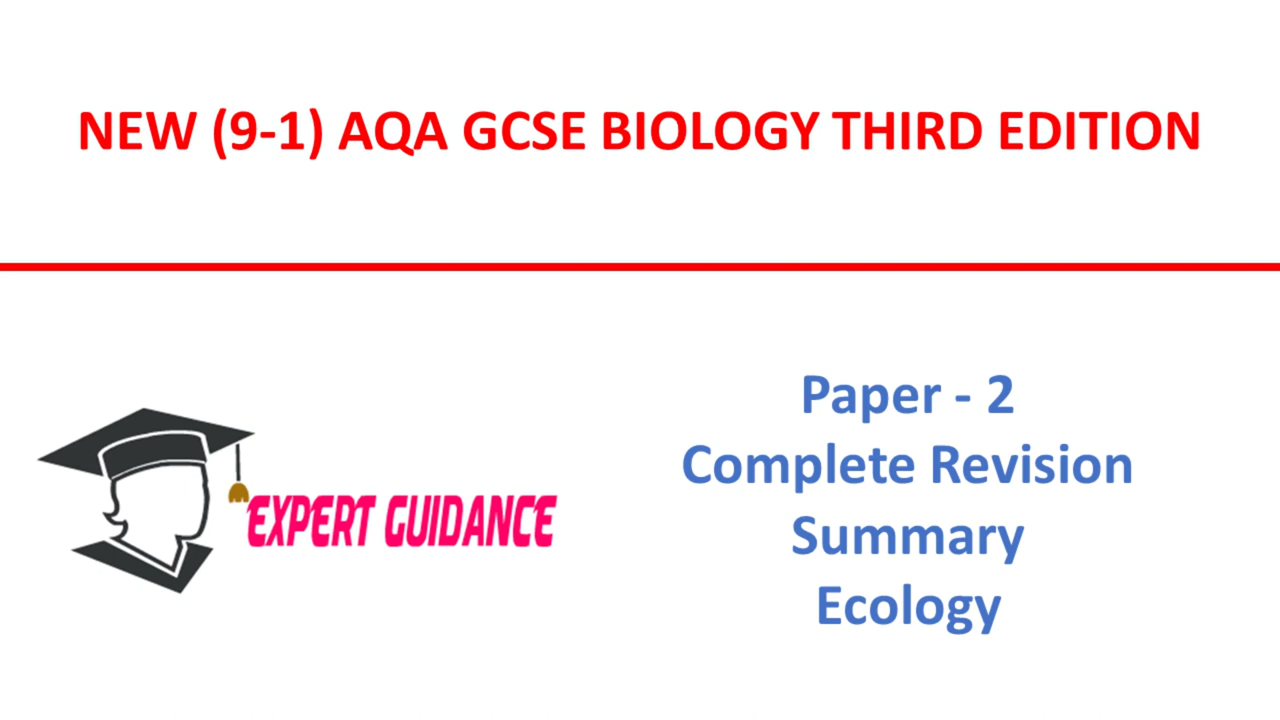 NEW (9-1) AQA GCSE BIOLOGY THIRD EDITION
EXPERT GUIDANCE
Paper - 2
Complete Revision
Summary
Ecology